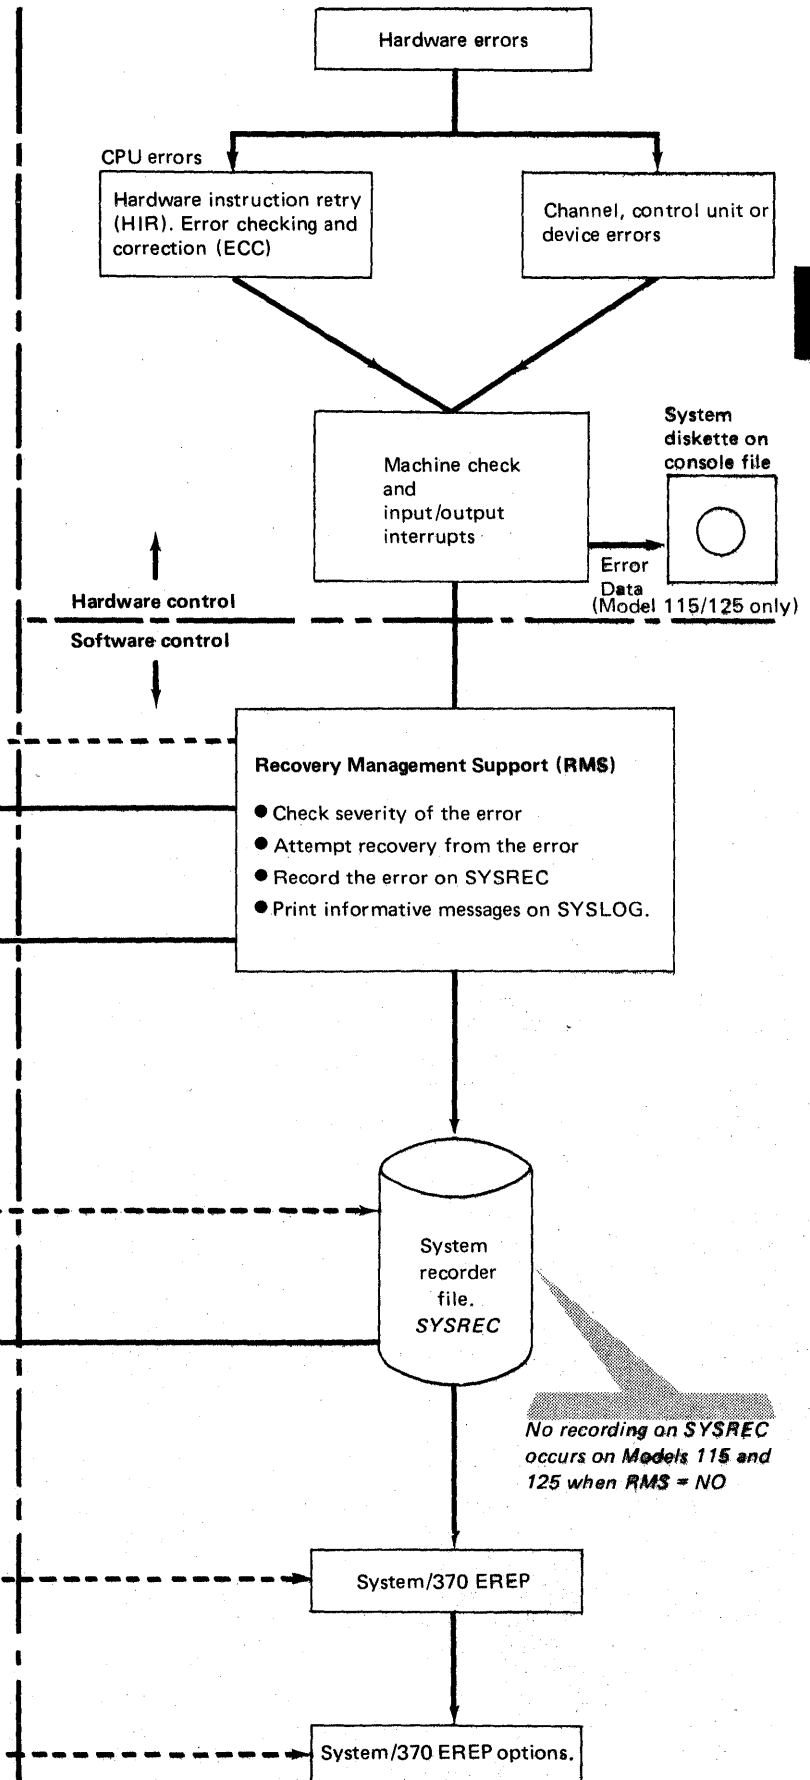 Hardware errors
CPU errors
Hardware instruction retry
(HIR). Error checking and
correction (ECC)
Channel, control unit or
device errors
Machine check
and
input/output
interrupts
System
diskette on
console file
Error
Data
(Model 115/125 only)
Hardware control
Software control
Recovery Management Support (RMS)
● Check severity of the error
● Attempt recovery from the error
● Record the error on SYSREC
● Print informative messages on SYSLOG.
System
recorder
file.
SYSREC
No recording on SYSREC
occurs on Models 115 and
125 when RMS = NO
System/370 EREP
System/370 EREP options.